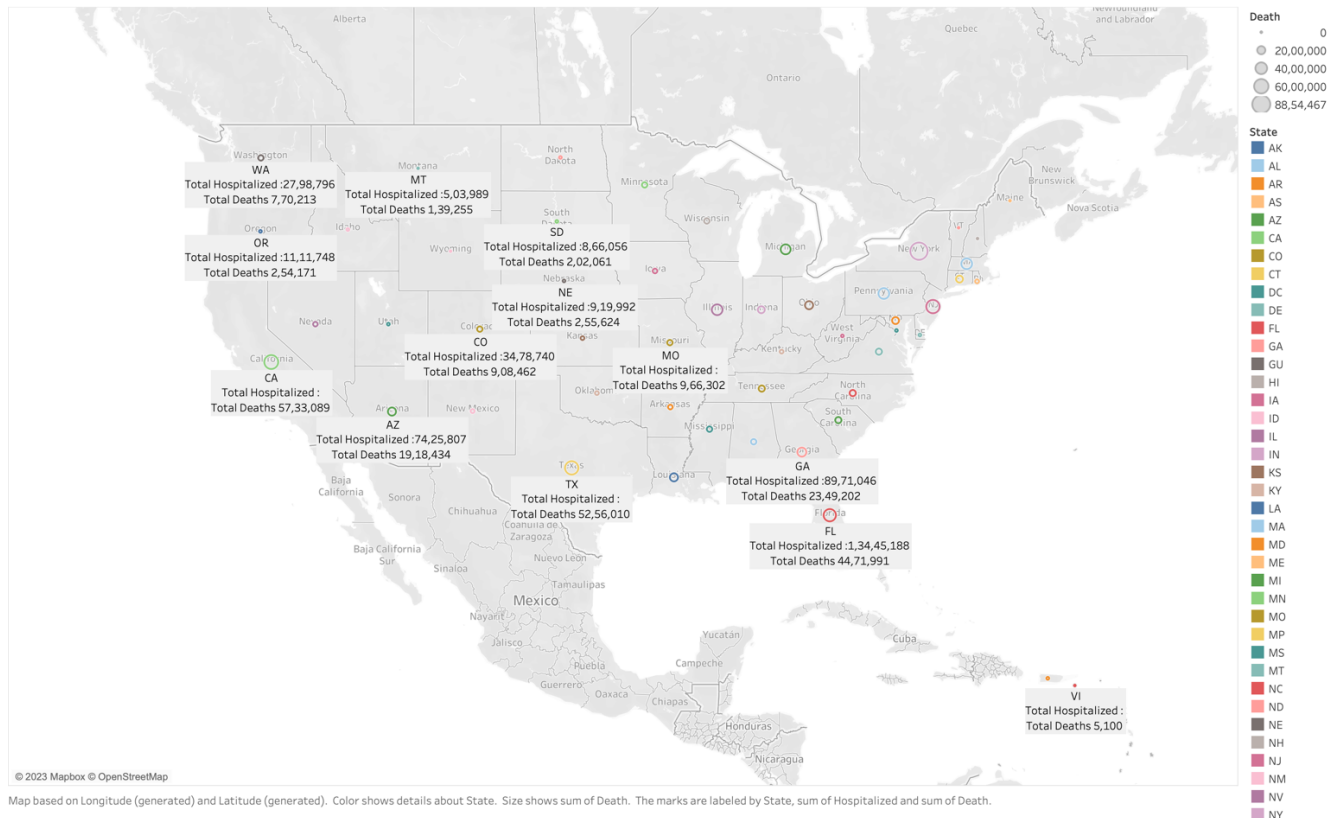 Alberta
Newfoundland
and Labrador
Quebec
Ontario
Washington
WA
Total Hospitalized :27,98,796
Total Deaths 7,70,213
Montana
MT
Total Hospitalized :5,03,989
Total Deaths 1,39,255
North
Dakota
Minnesota
Wisconsin
Michigan
New
Brunswick
Maine
Nova Scotia
VT
New York
Oregon
OR
Total Hospitalized :11,11,748
Total Deaths 2,54,171
Idaho
Wyoming
South
SD
Total Hospitalized :8,66,056
Total Deaths 2,02,061
Nebraska
NE
Total Hospitalized :9,19,992
Total Deaths 2,55,624
Iowa
Illinois
Indiana
Ohio
Pennsylvania
NJ
Nevada
Utah
Colorado
CO
Total Hospitalized :34,78,740
Total Deaths 9,08,462
Kansas
Missouri
MO
Total Hospitalized :
Total Deaths 9,66,302
West
Virginia
Kentucky
California
CA
Total Hospitalized :
Total Deaths 57,33,089
Arizona
AZ
Total Hospitalized :74,25,807
Total Deaths 19,18,434
New Mexico
Oklahoma
Arkansas
Tennessee
North
Carolina
South
Carolina
Mississippi
Georgia
GA
Total Hospitalized :89,71,046
Total Deaths 23,49,202
Texas
TX
Total Hospitalized :
Total Deaths 52,56,010
Louisiana
Florida
FL
Total Hospitalized :1,34,45,188
Total Deaths 44,71,991
Baja
California
Sonora
Chihuahua
Coahuila de
Zaragoza
Baja California
Sur
Sinaloa
Nuevo León
Tamaulipas
Mexico
Nayarit
Jalisco
Puebla
Guerrero
Oaxaca
Yucatán
Campeche
Chiapas
Cuba
Honduras
Nicaragua
VI
Total Hospitalized :
Total Deaths 5,100
© 2023 Mapbox © OpenStreetMap
Map based on Longitude (generated) and Latitude (generated). Color shows details about State. Size shows sum of Death. The marks are labeled by State, sum of Hospitalized and sum of Death.
Death
0
20,00,000
40,00,000
60,00,000
88,54,467
State
AK
AL
AR
AS
AZ
CA
CO
CT
DC
DE
FL
GA
GU
HI
IA
ID
IL
IN
KS
KY
LA
MA
MD
ME
MI
MN
MO
MP
MS
MT
NC
ND
NE
NH
NJ
NM
NV
NY